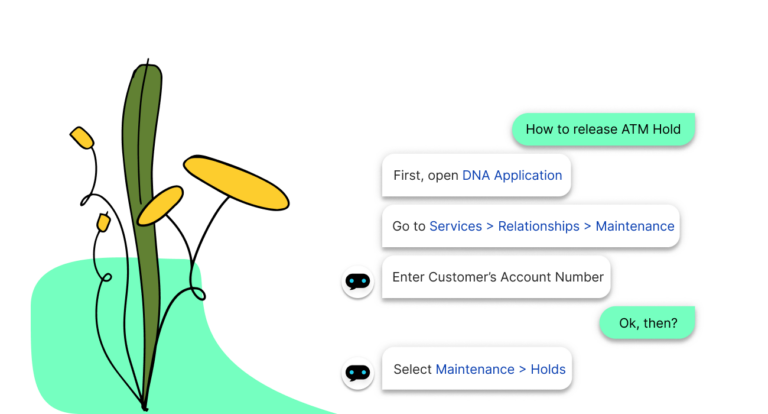 How to release ATM Hold
First, open DNA Application
Go to Services > Relationships > Maintenance
Enter Customer’s Account Number
Ok, then?
Select Maintenance > Holds